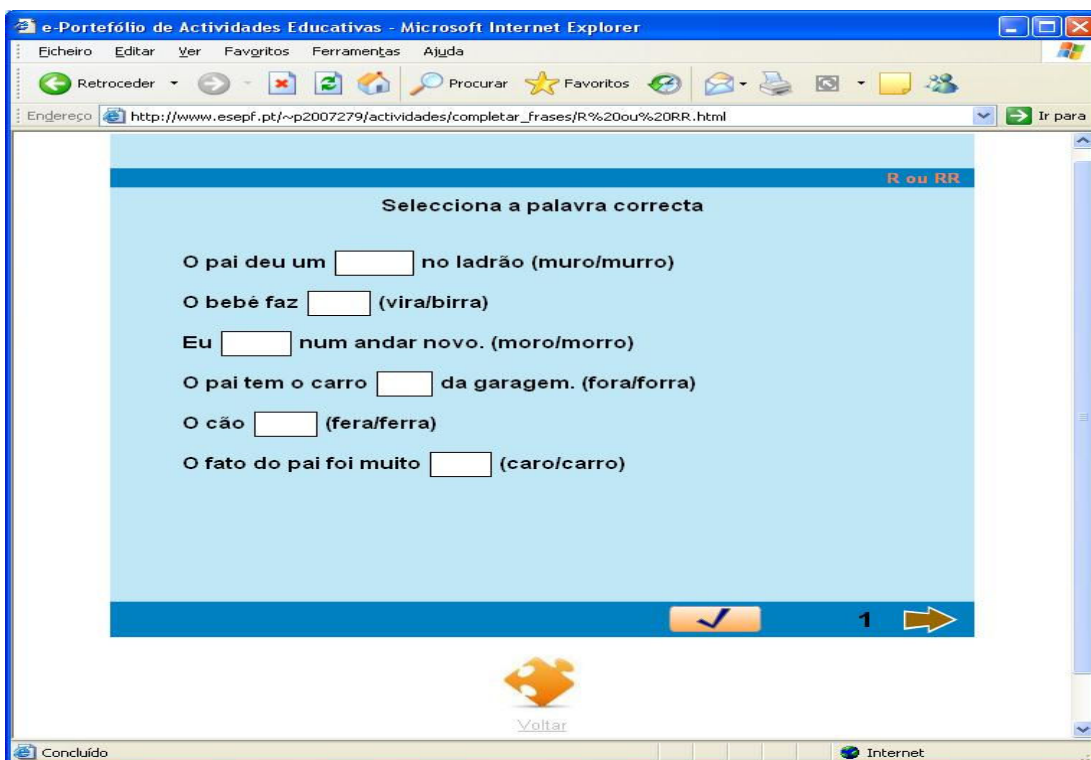 e-Portefólio de Actividades Educativas - Microsoft Internet Explorer
Ficheiro Editar Ver Favoritos Ferramentas Ajuda
Retroceder Procurar Favoritos
Endereço http://www.esepf.pt/~p2007279/actividades/completar_frases/R%20ou%20RR.html Ir para
R ou RR
Selecciona a palavra correcta
O pai deu um no ladrão (muro/murro)
O bebé faz (vira/birra)
Eu num andar novo. (moro/morro)
O pai tem o carro da garagem. (fora/forra)
O cão (fera/ferra)
O fato do pai foi muito (caro/carro)
1
Voltar
Concluído Internet